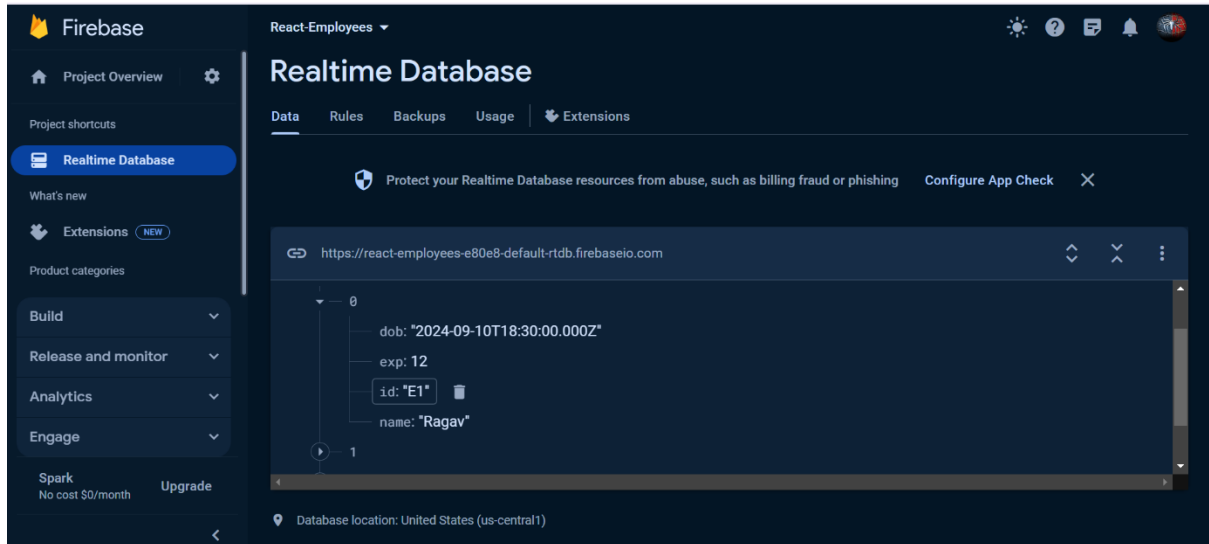 Firebase
Project Overview
Project shortcuts
Realtime Database
What's new
Extensions NEW
Product categories
Build
Release and monitor
Analytics
Engage
Spark
No cost $0/month
Upgrade
React-Employees
Realtime Database
Data Rules Backups Usage Extensions
Protect your Realtime Database resources from abuse, such as billing fraud or phishing Configure App Check
https://react-employees-e80e8-default-rtdb.firebaseio.com
0
dob: "2024-09-10T18:30:00.000Z"
exp: 12
id: "E1"
name: "Ragav"
1
Database location: United States (us-central1)